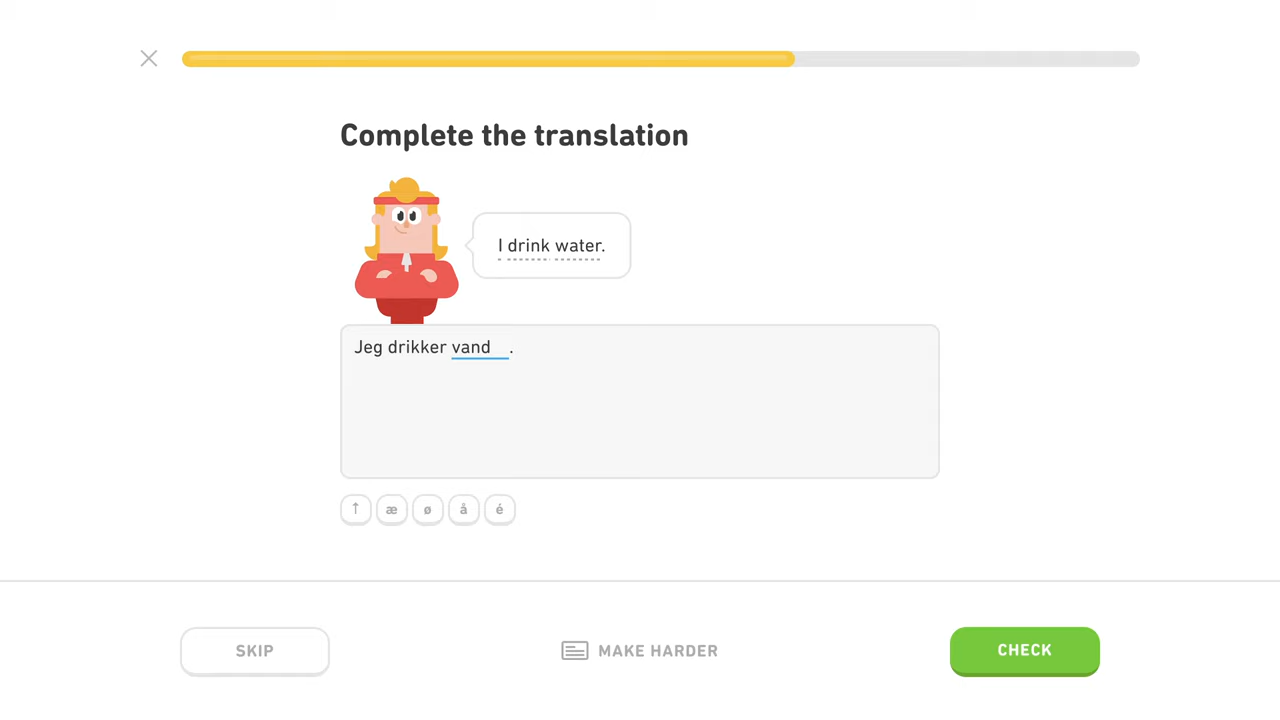 Complete the translation
I drink water.
Jeg drikker vand .
↑ æ ø å é
SKIP
MAKE HARDER
CHECK